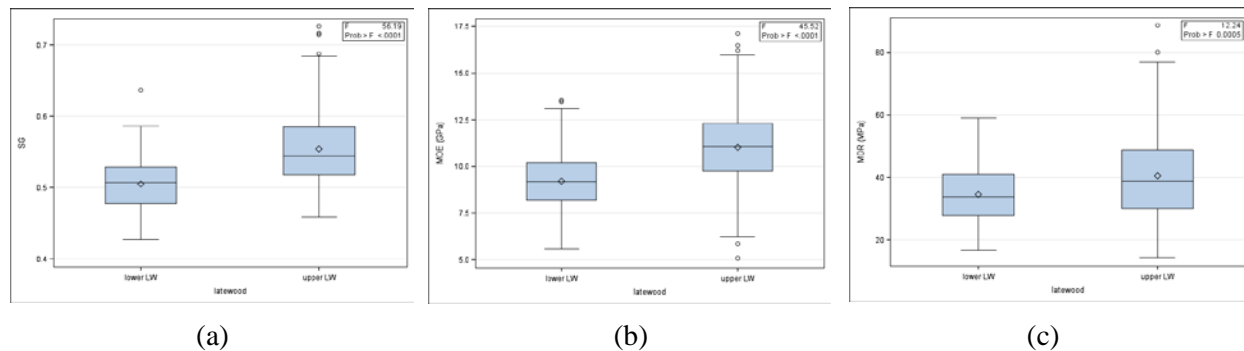 F 56.19
Prob > F <.0001
0.7
0.6
SG
0.5
0.4
lower LW upper LW
latewood
(a)
F 45.52
Prob > F <.0001
17.5
15.0
12.5
MOE (GPa)
10.0
7.5
5.0
lower LW upper LW
latewood
(b)
F 12.24
Prob > F 0.0005
80
60
MOR (MPa)
40
20
lower LW upper LW
latewood
(c)